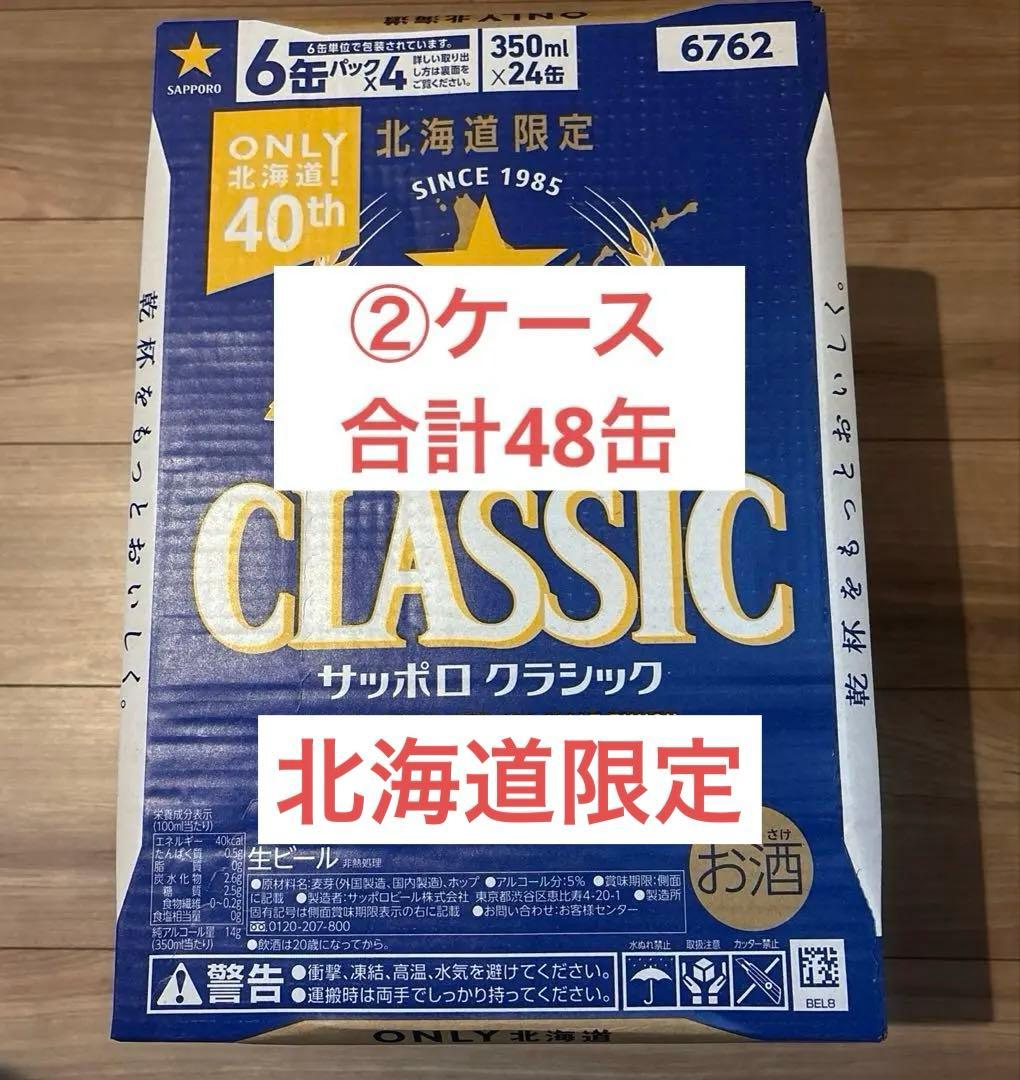 ONLY 北海道
SAPPORO
6缶パック×4
6缶単位で包装されています。
詳しい取り出
し方は裏面を
ご覧ください。
350ml
×24缶
6762
ONLY
北海道!
40th
北海道限定
SINCE 1985
乾杯をもっとおいしく。
乾杯をもっとおいしく。
②ケース
合計48缶
CLASSIC
サッポロ クラシック
北海道限定
栄養成分表示
(100ml当たり)
エネルギー 40kcal
たんぱく質 0.5g
脂質 0g
炭水化物 2.6g
糖質 2.5g
食物繊維 0~0.2g
食塩相当量 0g
純アルコール量 14g
(350ml当たり)
生ビール 非熱処理
●原材料名:麦芽(外国製造、国内製造)、ホップ ●アルコール分:5% ●賞味期限:側面
に記載 ●製造者:サッポロビール株式会社 東京都渋谷区恵比寿4-20-1 ●製造所
固有記号は側面賞味期限表示の右に記載 ●お問い合わせ:お客様センター
0120-207-800
●飲酒は20歳になってから。
さけ
お酒
警告
●衝撃、凍結、高温、水気を避けてください。
●運搬時は両手でしっかり持ってください。
水ぬれ禁止
取扱注意
カッター禁止
BEL8
ONLY 北海道